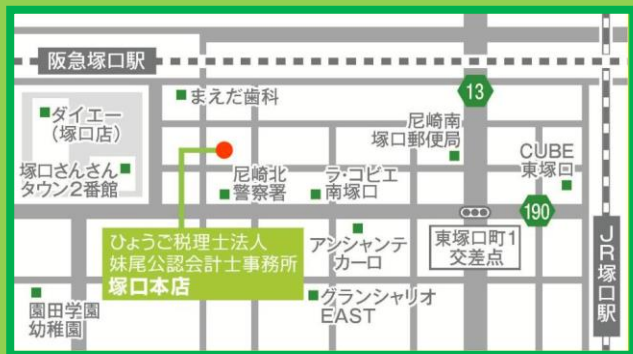 阪急塚口駅
まえだ歯科
13
ダイエー
(塚口店)
尼崎南
塚口郵便局
CUBE
東塚口
塚口さんさん
タウン2番館
尼崎北
警察署
ラ・コピエ
南塚口
190
ひょうご税理士法人
妹尾公認会計士事務所
塚口本店
アンシャンテ
カーロ
東塚口町1
交差点
JR塚口駅
園田学園
幼稚園
グランシャリオ
EAST